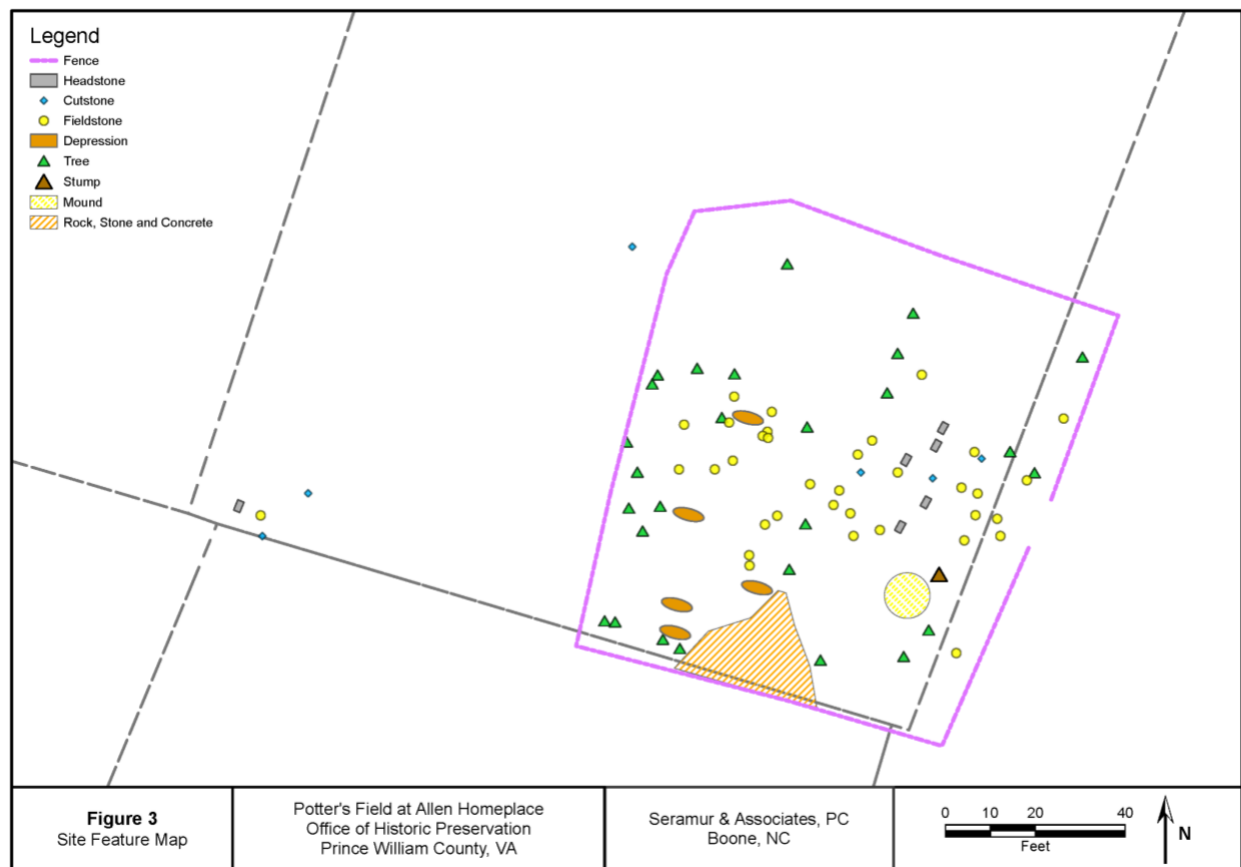 Legend
Fence
Headstone
Cutstone
Fieldstone
Depression
Tree
Stump
Mound
Rock, Stone and Concrete
Figure 3
Site Feature Map
Potter's Field at Allen Homeplace
Office of Historic Preservation
Prince William County, VA
Seramur & Associates, PC
Boone, NC
0 10 20 40
Feet
N